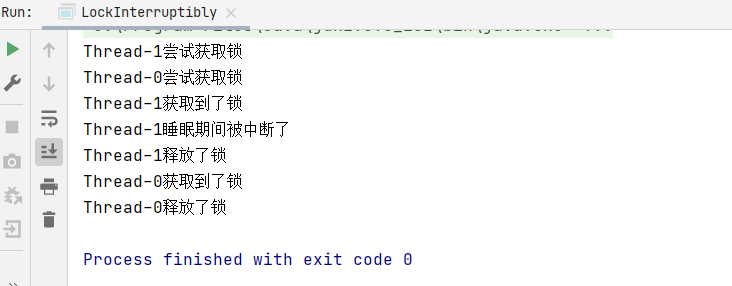 Run: LockInterruptibly
Thread-1尝试获取锁
Thread-0尝试获取锁
Thread-1获取到了锁
Thread-1睡眠期间被中断了
Thread-1释放了锁
Thread-0获取到了锁
Thread-0释放了锁
Process finished with exit code 0